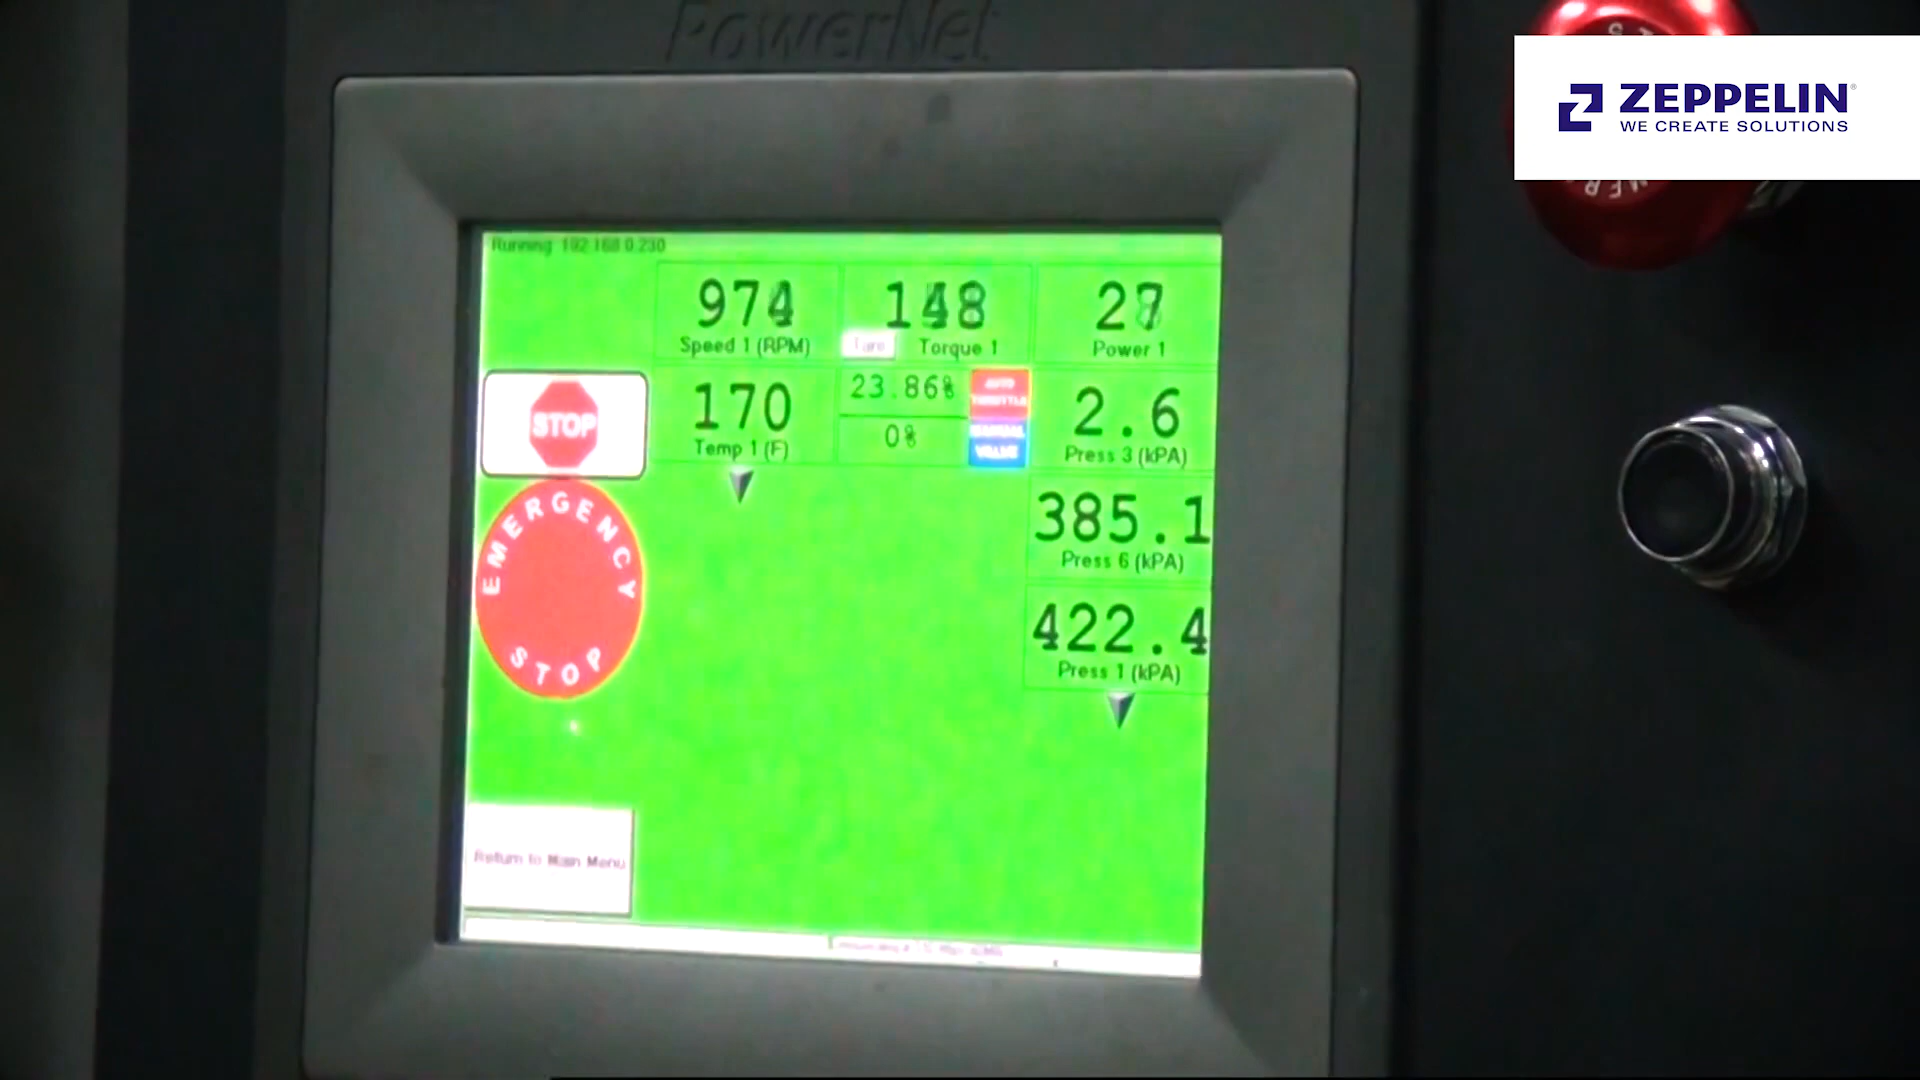 PowerNet
ZEPPELIN®
WE CREATE SOLUTIONS
Running: 192.168.0.230
148
Speed 1 (RPM)
Tare
Torque 1
Power 1
STOP
170
23.86%
AUTO
THROTTLE
2.6
Temp 1 (F)
0%
MANUAL
VALVE
Press 3 (kPA)
EMERGENCY
STOP
385.1
Press 6 (kPA)
422.4
Press 1 (kPA)
Return to Main Menu